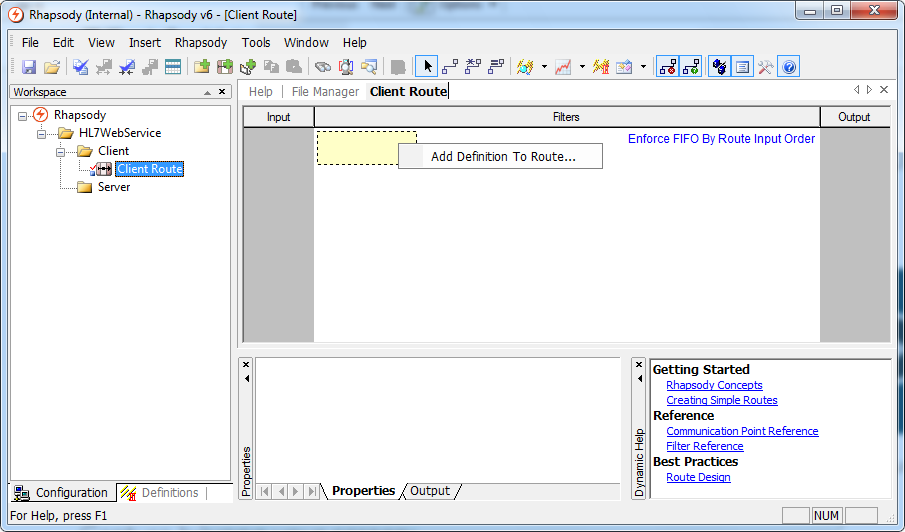 Rhapsody (Internal) - Rhapsody v6 - [Client Route]
File Edit View Insert Rhapsody Tools Window Help
Workspace
Rhapsody
HL7WebService
Client
Client Route
Server
Configuration Definitions
Help File Manager Client Route
Input Filters Output
Enforce FIFO By Route Input Order
Add Definition To Route...
Properties
Properties Output
Dynamic Help
Getting Started
Rhapsody Concepts
Creating Simple Routes
Reference
Communication Point Reference
Filter Reference
Best Practices
Route Design
For Help, press F1
NUM